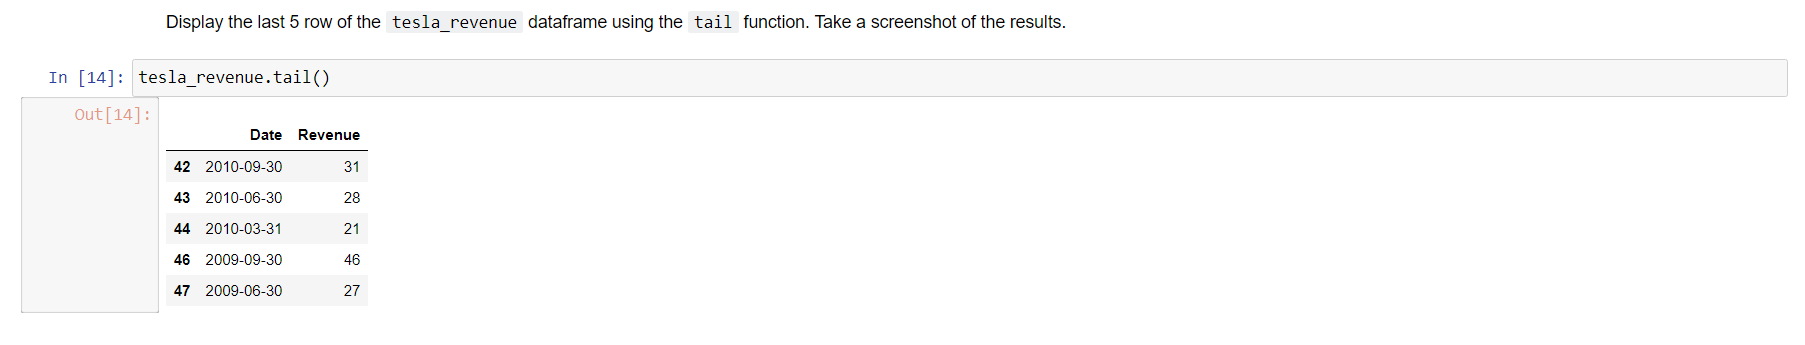 Display the last 5 row of the tesla_revenue dataframe using the tail function. Take a screenshot of the results.
In [14]: tesla_revenue.tail()
Out[14]:
Date Revenue
42 2010-09-30 31
43 2010-06-30 28
44 2010-03-31 21
46 2009-09-30 46
47 2009-06-30 27